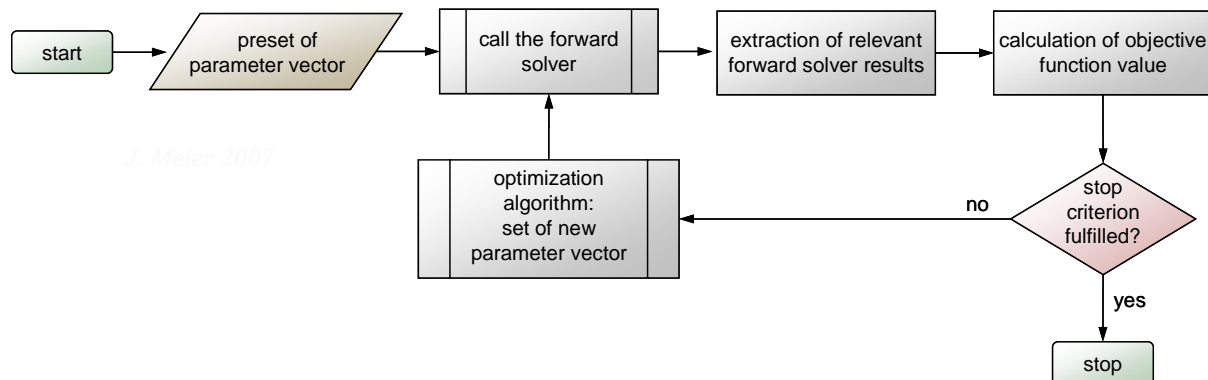 start
preset of
parameter vector
call the forward
solver
extraction of relevant
forward solver results
calculation of objective
function value
J. Meier 2007
optimization
algorithm:
set of new
parameter vector
no
stop
criterion
fulfilled?
yes
stop